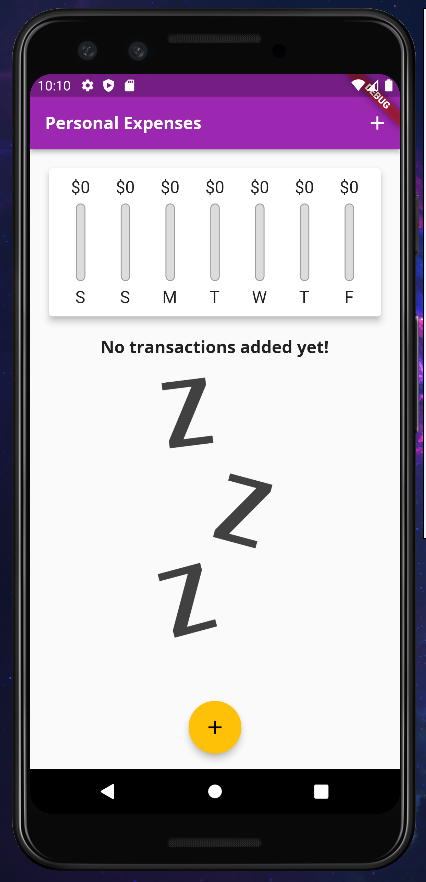 10:10
DEBUG
Personal Expenses
$0 $0 $0 $0 $0 $0 $0
S S M T W T F
No transactions added yet!
Z
Z
Z